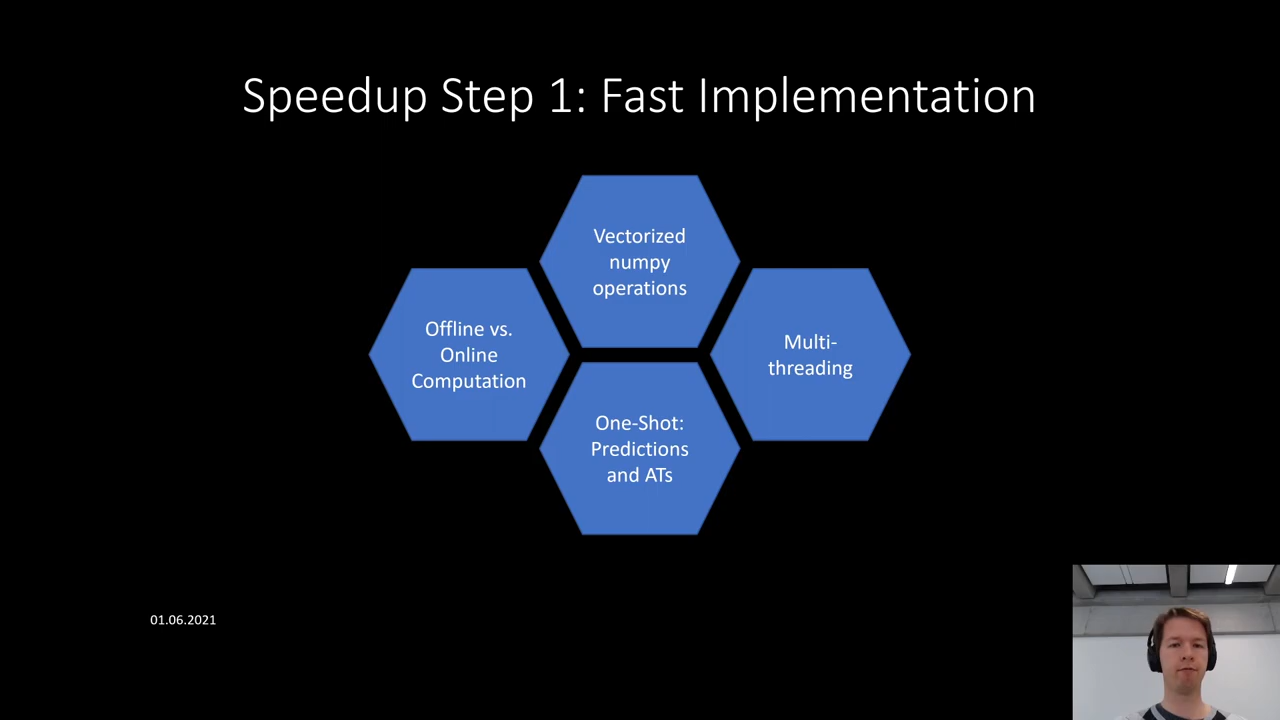 Speedup Step 1: Fast Implementation
Vectorized
numpy
operations
Offline vs.
Online
Computation
Multi-
threading
One-Shot:
Predictions
and ATs
01.06.2021